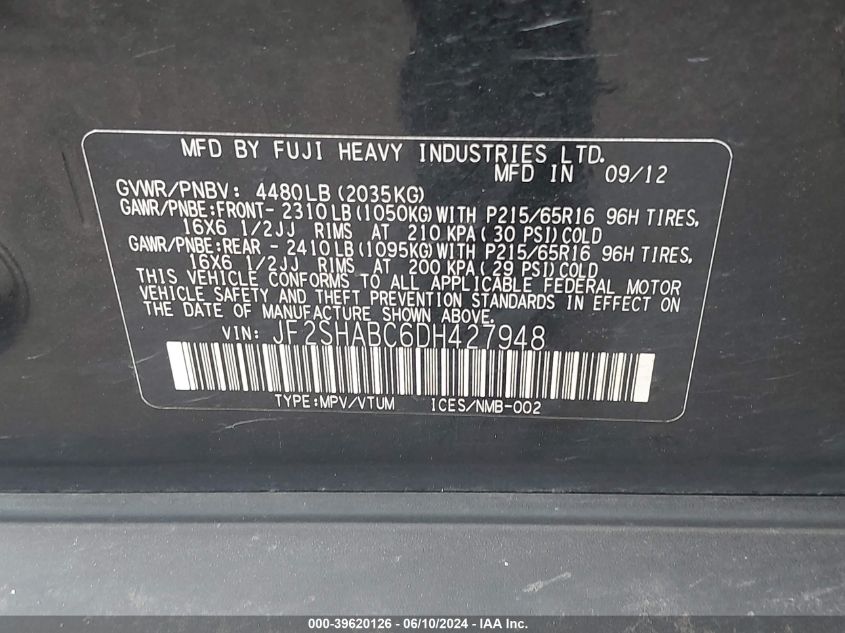 MFD BY FUJI HEAVY INDUSTRIES LTD.
MFD IN 09/12
GVWR/PNBV: 4480LB(2035KG)
GAWR/PNBE:FRONT- 2310LB(1050KG)WITH P215/65R16 96H TIRES,
16X6 1/2JJ RIMS AT 210 KPA(30 PSI)COLD
GAWR/PNBE:REAR - 2410LB(1095KG)WITH P215/65R16 96H TIRES,
16X6 1/2JJ RIMS AT 200 KPA(29 PSI)COLD
THIS VEHICLE CONFORMS TO ALL APPLICABLE FEDERAL MOTOR
VEHICLE SAFETY AND THEFT PREVENTION STANDARDS IN EFFECT ON
THE DATE OF MANUFACTURE SHOWN ABOVE.
VIN: JF2SHABC6DH427948
TYPE:MPV/VTUM ICES/NMB-002
000-39620126 - 06/10/2024 - IAA Inc.